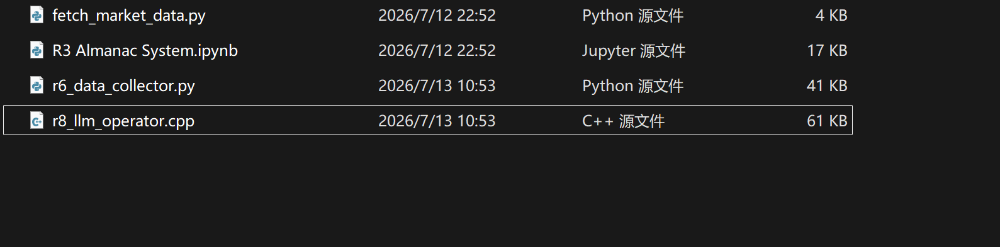 fetch_market_data.py 2026/7/12 22:52 Python 源文件 4 KB
R3 Almanac System.ipynb 2026/7/12 22:52 Jupyter 源文件 17 KB
r6_data_collector.py 2026/7/13 10:53 Python 源文件 41 KB
r8_llm_operator.cpp 2026/7/13 10:53 C++ 源文件 61 KB